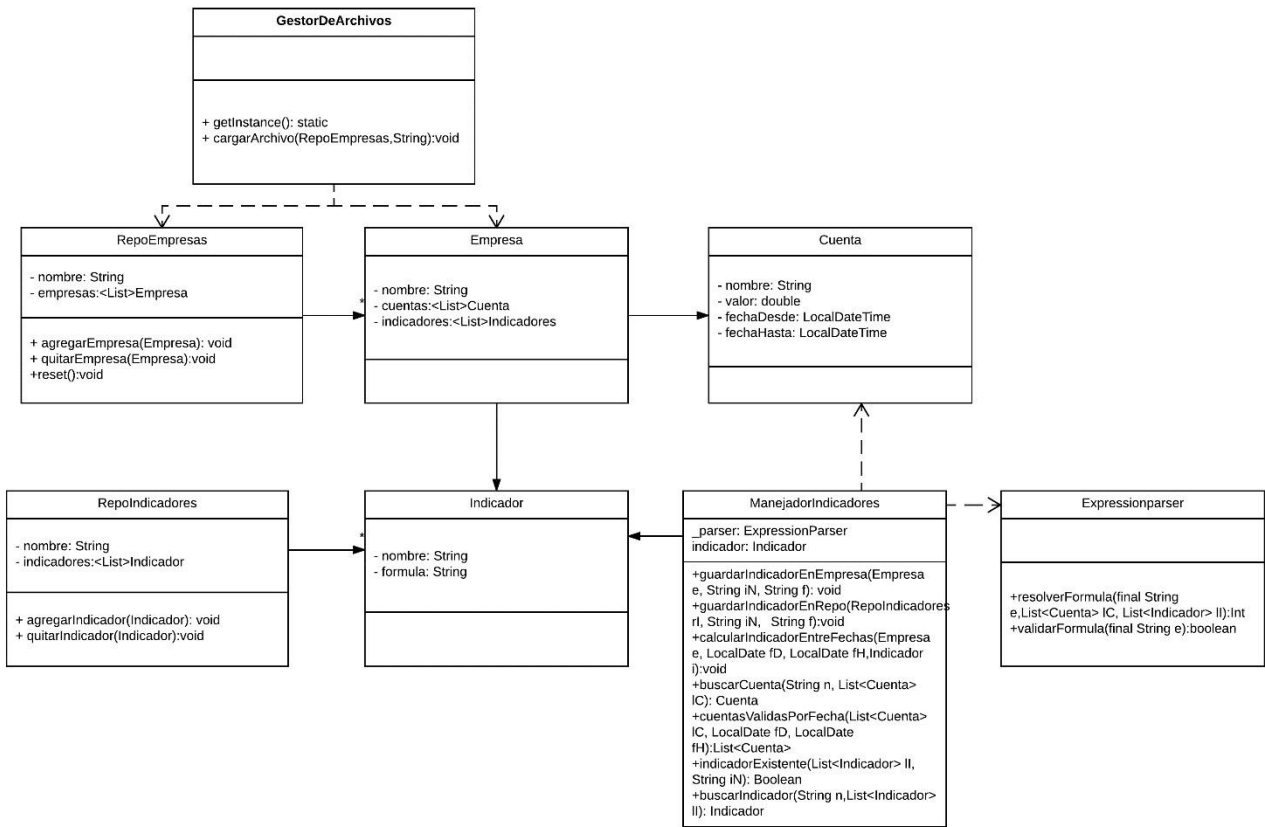 GestorDeArchivos
+ getInstance(): static
+ cargarArchivo(RepoEmpresas,String):void
RepoEmpresas
- nombre: String
- empresas:<List>Empresa
+ agregarEmpresa(Empresa): void
+ quitarEmpresa(Empresa):void
+reset():void
*
Empresa
- nombre: String
- cuentas:<List>Cuenta
- indicadores:<List>Indicadores
Cuenta
- nombre: String
- valor: double
- fechaDesde: LocalDateTime
- fechaHasta: LocalDateTime
RepoIndicadores
- nombre: String
- indicadores:<List>Indicador
+ agregarIndicador(Indicador): void
+ quitarIndicador(Indicador):void
*
Indicador
- nombre: String
- formula: String
ManejadorIndicadores
_parser: ExpressionParser
indicador: Indicador
+guardarIndicadorEnEmpresa(Empresa
e, String iN, String f): void
+guardarIndicadorEnRepo(RepoIndicadores
rI, String iN, String f):void
+calcularIndicadorEntreFechas(Empresa
e, LocalDate fD, LocalDate fH,Indicador
i):void
+buscarCuenta(String n, List<Cuenta>
lC): Cuenta
+cuentasValidasPorFecha(List<Cuenta>
lC, LocalDate fD, LocalDate
fH):List<Cuenta>
+indicadorExistente(List<Indicador> lI,
String iN): Boolean
+buscarIndicador(String n,List<Indicador>
lI): Indicador
Expressionparser
+resolverFormula(final String
e,List<Cuenta> lC, List<Indicador> lI):Int
+validarFormula(final String e):boolean